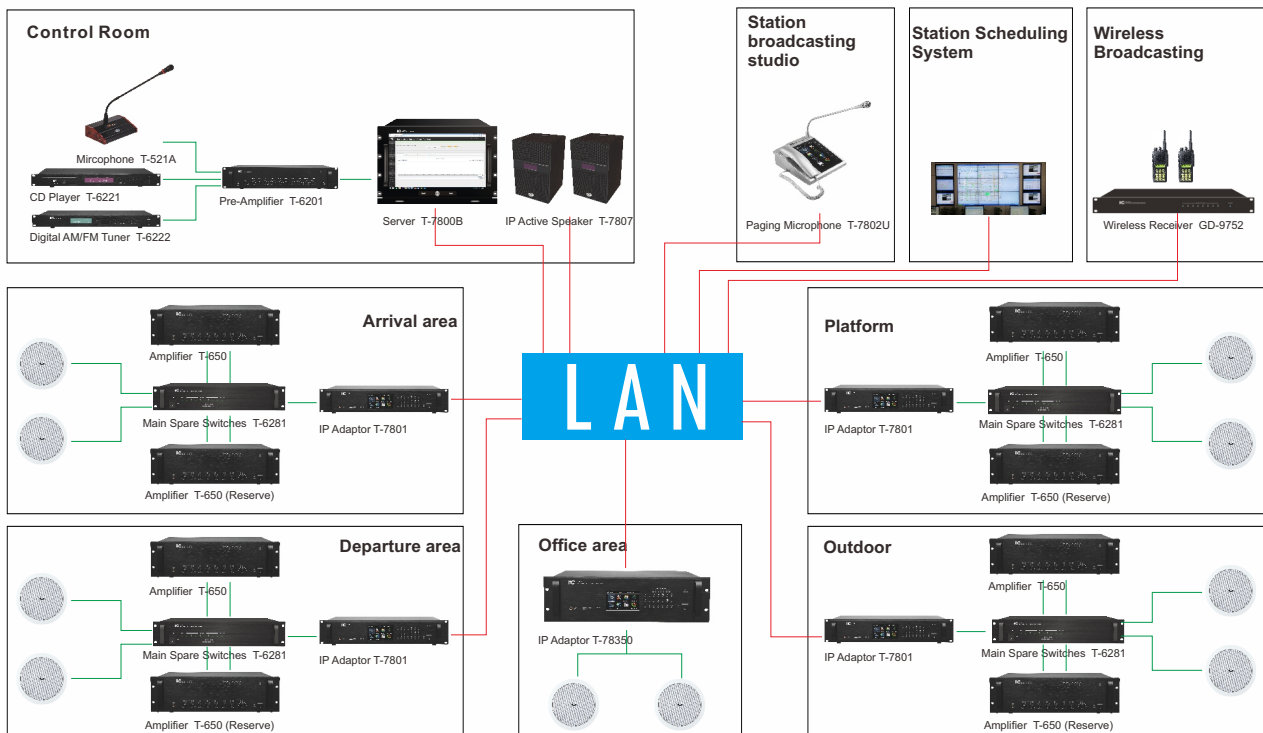 Control Room
Mircophone T-521A
CD Player T-6221
Digital AM/FM Tuner T-6222
Pre-Amplifier T-6201
Server T-7800B
IP Active Speaker T-7807
Station
broadcasting
studio
Paging Microphone T-7802U
Station Scheduling
System
Wireless
Broadcasting
Wireless Receiver GD-9752
Arrival area
Amplifier T-650
Main Spare Switches T-6281
IP Adaptor T-7801
Amplifier T-650 (Reserve)
LAN
Platform
Amplifier T-650
IP Adaptor T-7801
Main Spare Switches T-6281
Amplifier T-650 (Reserve)
Departure area
Amplifier T-650
Main Spare Switches T-6281
IP Adaptor T-7801
Amplifier T-650 (Reserve)
Office area
IP Adaptor T-78350
Outdoor
Amplifier T-650
IP Adaptor T-7801
Main Spare Switches T-6281
Amplifier T-650 (Reserve)